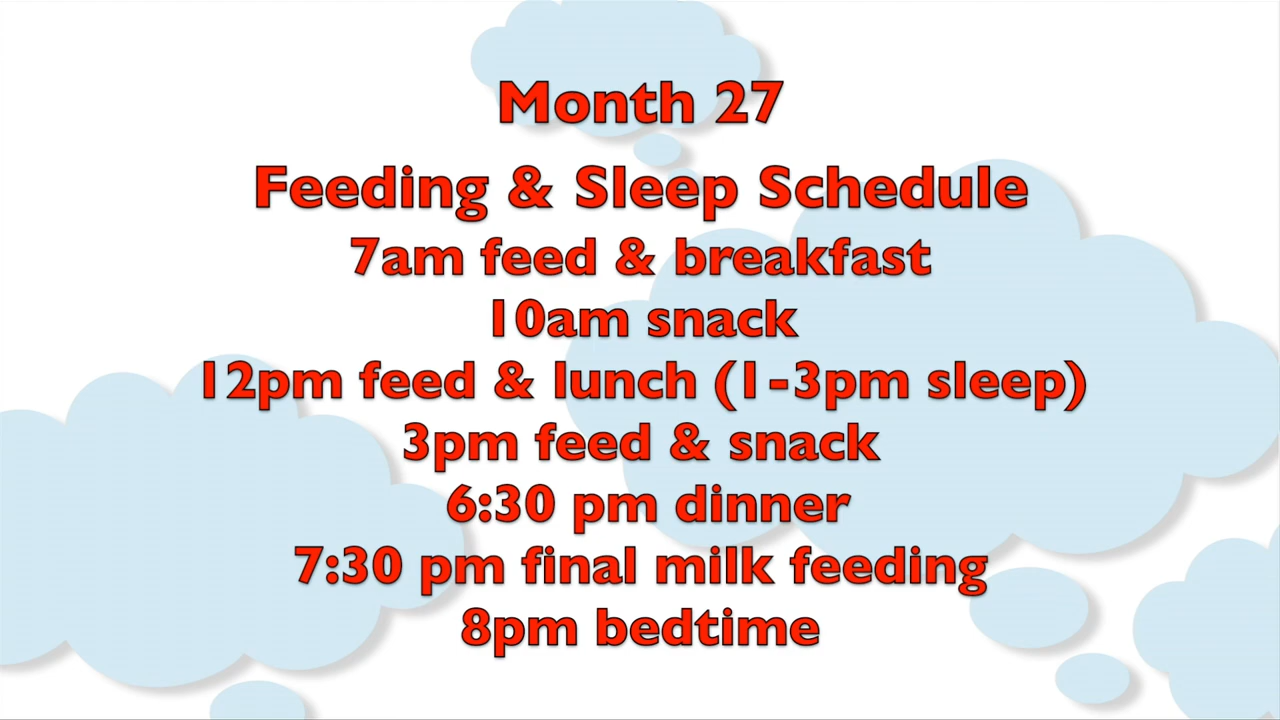 Month 27
Feeding & Sleep Schedule
7am feed & breakfast
10am snack
12pm feed & lunch (1-3pm sleep)
3pm feed & snack
6:30 pm dinner
7:30 pm final milk feeding
8pm bedtime